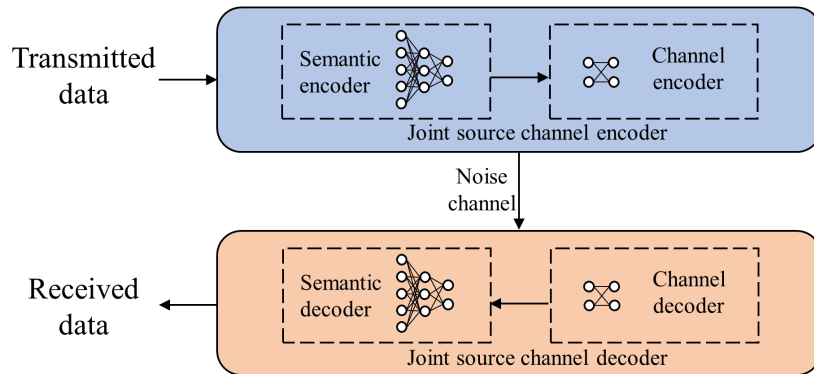 Transmitted
data
Semantic
encoder
Channel
encoder
Joint source channel encoder
Noise
channel
Received
data
Semantic
decoder
Channel
decoder
Joint source channel decoder